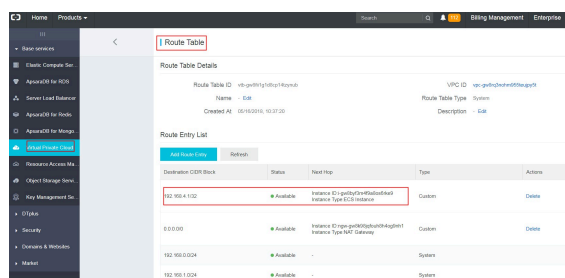 Home Products
Search
112
Billing Management Enterprise
Base services
Elastic Compute Ser...
ApsaraDB for RDS
Server Load Balancer
ApsaraDB for Redis
ApsaraDB for Mongo...
Virtual Private Cloud
Resource Access Ma...
Object Storage Servi...
Key Management Se...
DTplus
Security
Domains & Websites
Market
Route Table
Route Table Details
Route Table ID
VPC ID
Name - Edit
Route Table Type System
Created At 05/16/2018, 10:37:20
Description - Edit
Route Entry List
Add Route Entry Refresh
Destination CIDR Block Status Next Hop Type Actions
192.168.4.1/32 Available Instance Type:ECS Instance Custom Delete
0.0.0.0/0 Available Instance Type:NAT Gateway Custom Delete
192.168.0.0/24 Available - System
192.168.1.0/24 Available - System